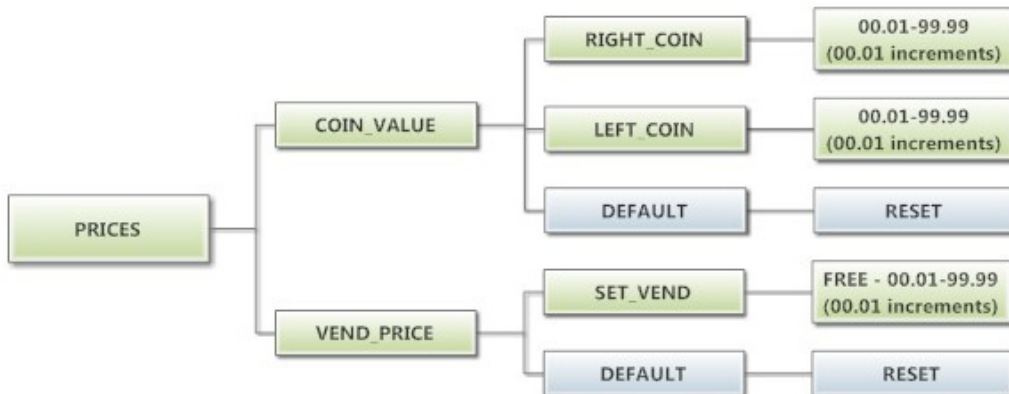 RIGHT_COIN
00.01-99.99
(00.01 increments)
COIN_VALUE
LEFT_COIN
00.01-99.99
(00.01 increments)
DEFAULT
RESET
PRICES
SET_VEND
FREE - 00.01-99.99
(00.01 increments)
VEND_PRICE
DEFAULT
RESET